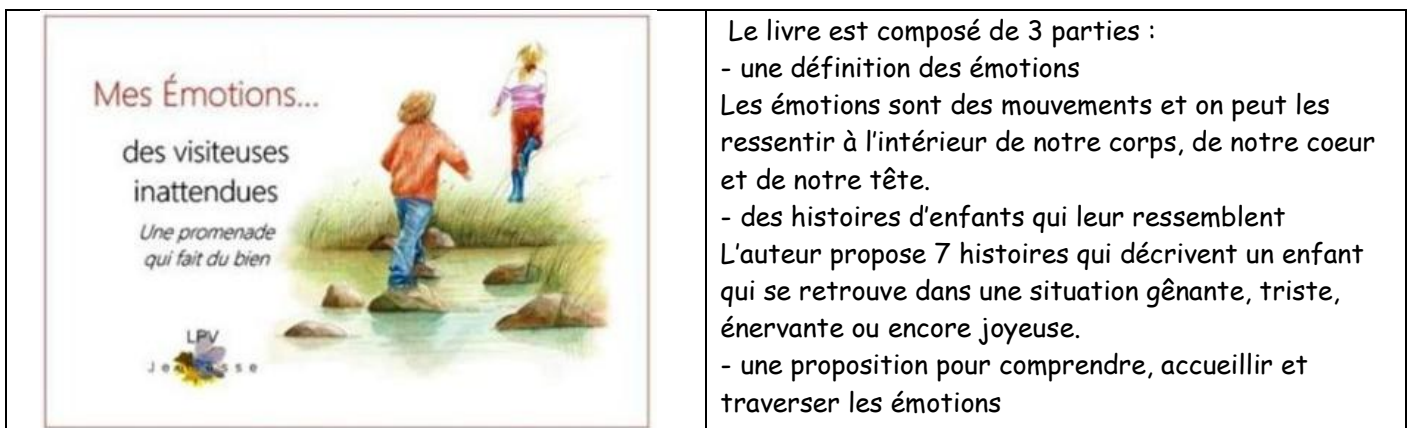 Mes Émotions...
des visiteuses
inattendues
Une promenade
qui fait du bien
LPV
Jeunesse
Le livre est composé de 3 parties :
- une définition des émotions
Les émotions sont des mouvements et on peut les
ressentir à l'intérieur de notre corps, de notre coeur
et de notre tête.
- des histoires d'enfants qui leur ressemblent
L'auteur propose 7 histoires qui décrivent un enfant
qui se retrouve dans une situation gênante, triste,
énervante ou encore joyeuse.
- une proposition pour comprendre, accueillir et
traverser les émotions